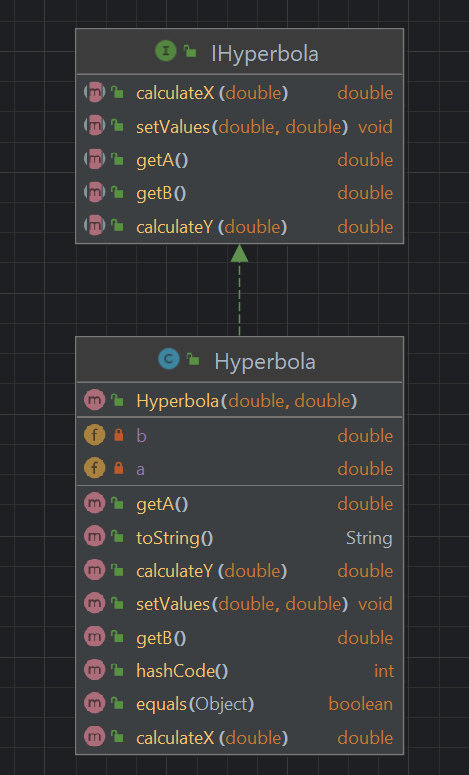 I IHyperbola
m calculateX (double) double
m setValues(double, double) void
m getA() double
m getB() double
m calculateY (double) double
C Hyperbola
m Hyperbola(double, double)
f b double
f a double
m getA() double
m toString() String
m calculateY (double) double
m setValues(double, double) void
m getB() double
m hashCode() int
m equals(Object) boolean
m calculateX (double) double